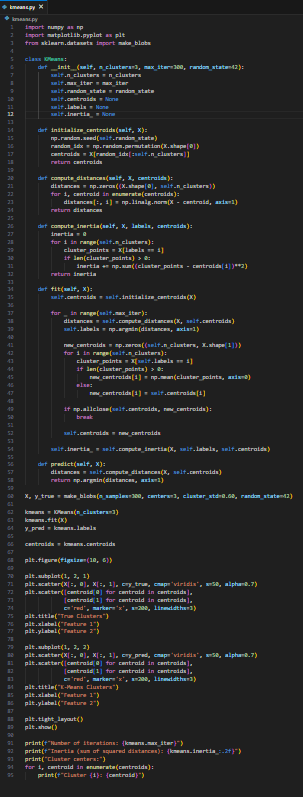 kmeans.py ×
kmeans.py
1 import numpy as np
2 import matplotlib.pyplot as plt
3 from sklearn.datasets import make_blobs
4
5 class KMeans:
6     def __init__(self, n_clusters=3, max_iter=300, random_state=42):
7         self.n_clusters = n_clusters
8         self.max_iter = max_iter
9         self.random_state = random_state
10         self.centroids = None
11         self.labels = None
12         self.inertia_ = None
13
14     def initialize_centroids(self, X):
15         np.random.seed(self.random_state)
16         random_idx = np.random.permutation(X.shape[0])
17         centroids = X[random_idx[:self.n_clusters]]
18         return centroids
19
20     def compute_distances(self, X, centroids):
21         distances = np.zeros((X.shape[0], self.n_clusters))
22         for i, centroid in enumerate(centroids):
23             distances[:, i] = np.linalg.norm(X - centroid, axis=1)
24         return distances
25
26     def compute_inertia(self, X, labels, centroids):
27         inertia = 0
28         for i in range(self.n_clusters):
29             cluster_points = X[labels == i]
30             if len(cluster_points) > 0:
31                 inertia += np.sum((cluster_points - centroids[i])**2)
32         return inertia
33
34     def fit(self, X):
35         self.centroids = self.initialize_centroids(X)
36
37         for _ in range(self.max_iter):
38             distances = self.compute_distances(X, self.centroids)
39             self.labels = np.argmin(distances, axis=1)
40
41             new_centroids = np.zeros((self.n_clusters, X.shape[1]))
42             for i in range(self.n_clusters):
43                 cluster_points = X[self.labels == i]
44                 if len(cluster_points) > 0:
45                     new_centroids[i] = np.mean(cluster_points, axis=0)
46                 else:
47                     new_centroids[i] = self.centroids[i]
48
49             if np.allclose(self.centroids, new_centroids):
50                 break
51
52             self.centroids = new_centroids
53
54         self.inertia_ = self.compute_inertia(X, self.labels, self.centroids)
55
56     def predict(self, X):
57         distances = self.compute_distances(X, self.centroids)
58         return np.argmin(distances, axis=1)
59
60 X, y_true = make_blobs(n_samples=300, centers=3, cluster_std=0.60, random_state=42)
61
62 kmeans = KMeans(n_clusters=3)
63 kmeans.fit(X)
64 y_pred = kmeans.labels
65
66 centroids = kmeans.centroids
67
68 plt.figure(figsize=(10, 6))
69
70 plt.subplot(1, 2, 1)
71 plt.scatter(X[:, 0], X[:, 1], c=y_true, cmap='viridis', s=50, alpha=0.7)
72 plt.scatter([centroid[0] for centroid in centroids],
73             [centroid[1] for centroid in centroids],
74             c='red', marker='x', s=200, linewidths=3)
75 plt.title("True Clusters")
76 plt.xlabel("Feature 1")
77 plt.ylabel("Feature 2")
78
79 plt.subplot(1, 2, 2)
80 plt.scatter(X[:, 0], X[:, 1], c=y_pred, cmap='viridis', s=50, alpha=0.7)
81 plt.scatter([centroid[0] for centroid in centroids],
82             [centroid[1] for centroid in centroids],
83             c='red', marker='x', s=200, linewidths=3)
84 plt.title("K-Means Clusters")
85 plt.xlabel("Feature 1")
86 plt.ylabel("Feature 2")
87
88 plt.tight_layout()
89 plt.show()
90
91 print(f"Number of iterations: {kmeans.max_iter}")
92 print(f"Inertia (sum of squared distances): {kmeans.inertia_:.2f}")
93 print("Cluster centers:")
94 for i, centroid in enumerate(centroids):
95     print(f"Cluster {i}: {centroid}")